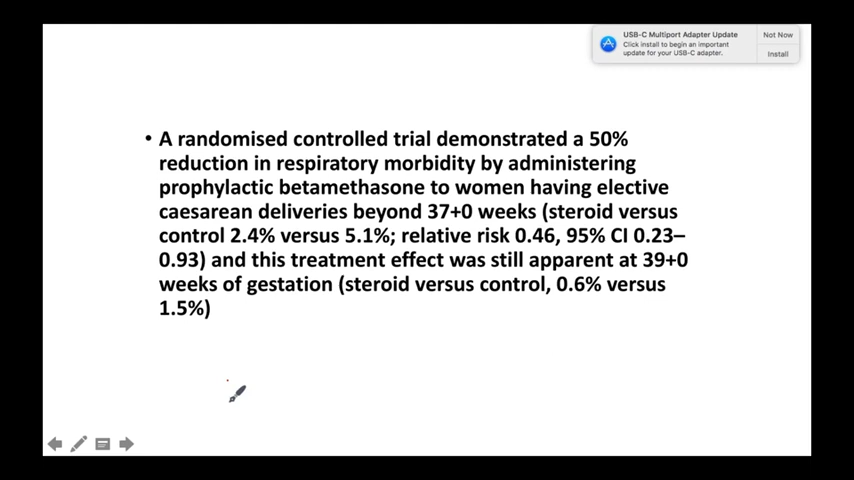 USB-C Multiport Adapter Update
Click install to begin an important
update for your USB-C adapter.
Not Now
Install
• A randomised controlled trial demonstrated a 50%
reduction in respiratory morbidity by administering
prophylactic betamethasone to women having elective
caesarean deliveries beyond 37+0 weeks (steroid versus
control 2.4% versus 5.1%; relative risk 0.46, 95% CI 0.23–
0.93) and this treatment effect was still apparent at 39+0
weeks of gestation (steroid versus control, 0.6% versus
1.5%)